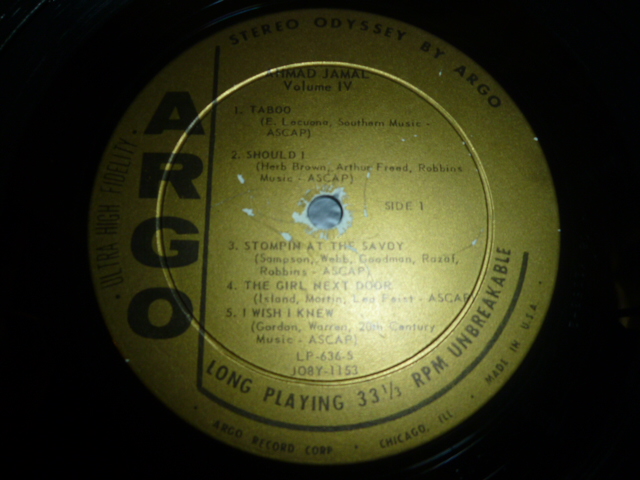 STEREO ODYSSEY BY ARGO
AHMAD JAMAL
Volume IV
1. TABOO
(E. Lecuona, Southern Music -
ASCAP)
2. SHOULD I
(Herb Brown, Arthur Freed, Robbins
Music - ASCAP)
SIDE 1
3. STOMPIN AT THE SAVOY
(Sampson, Webb, Goodman, Razaf,
Robbins - ASCAP)
4. THE GIRL NEXT DOOR
(Island, Martin, Leo Feist - ASCAP
5. I WISH I KNEW
(Gordon, Warren, 20th Century
Music - ASCAP)
LP-636-S
JOBY-1153
ARGO
· ULTRA HIGH FIDELITY ·
LONG PLAYING 33 1/3 RPM UNBREAKABLE
· ARGO RECORD CORP · CHICAGO, ILL · MADE IN U.S.A. ·